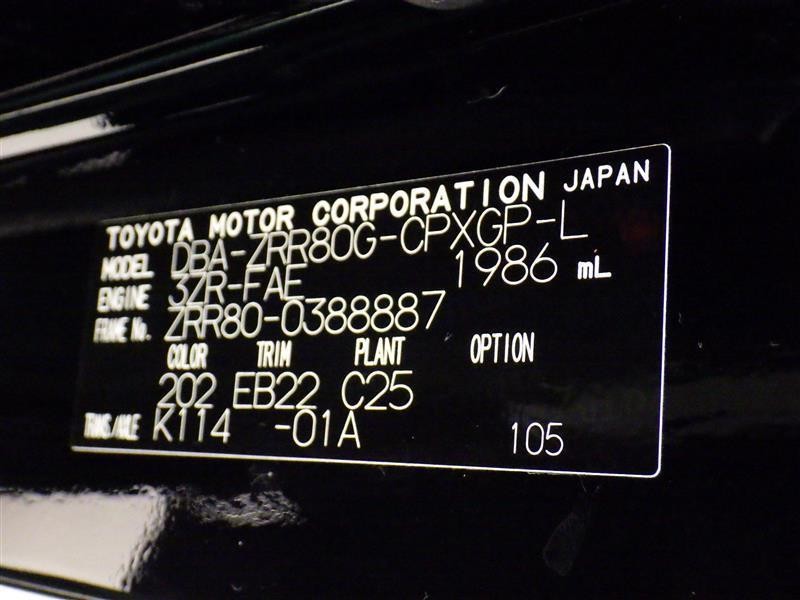 TOYOTA MOTOR CORPORATION JAPAN
MODEL DBA-ZRR80G-CPXGP-L
ENGINE 3ZR-FAE 1986 mL
FRAME No. ZRR80-0388887
COLOR TRIM PLANT OPTION
202 EB22 C25
TRANS/AXLE K114 -01A 105